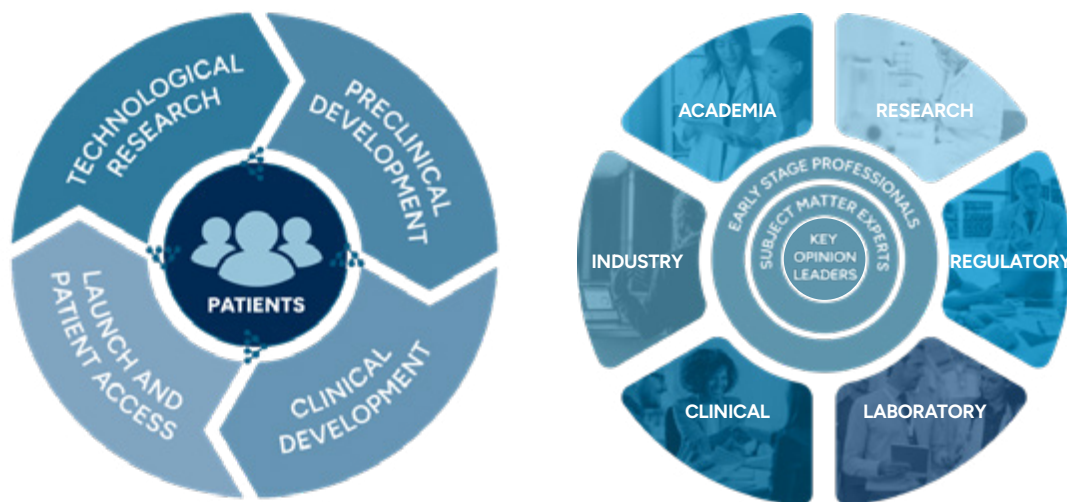 TECHNOLOGICAL
RESEARCH
PRECLINICAL
DEVELOPMENT
CLINICAL
DEVELOPMENT
LAUNCH AND
PATIENT ACCESS
PATIENTS
ACADEMIA
RESEARCH
REGULATORY
LABORATORY
CLINICAL
INDUSTRY
EARLY STAGE PROFESSIONALS
SUBJECT MATTER EXPERTS
KEY
OPINION
LEADERS